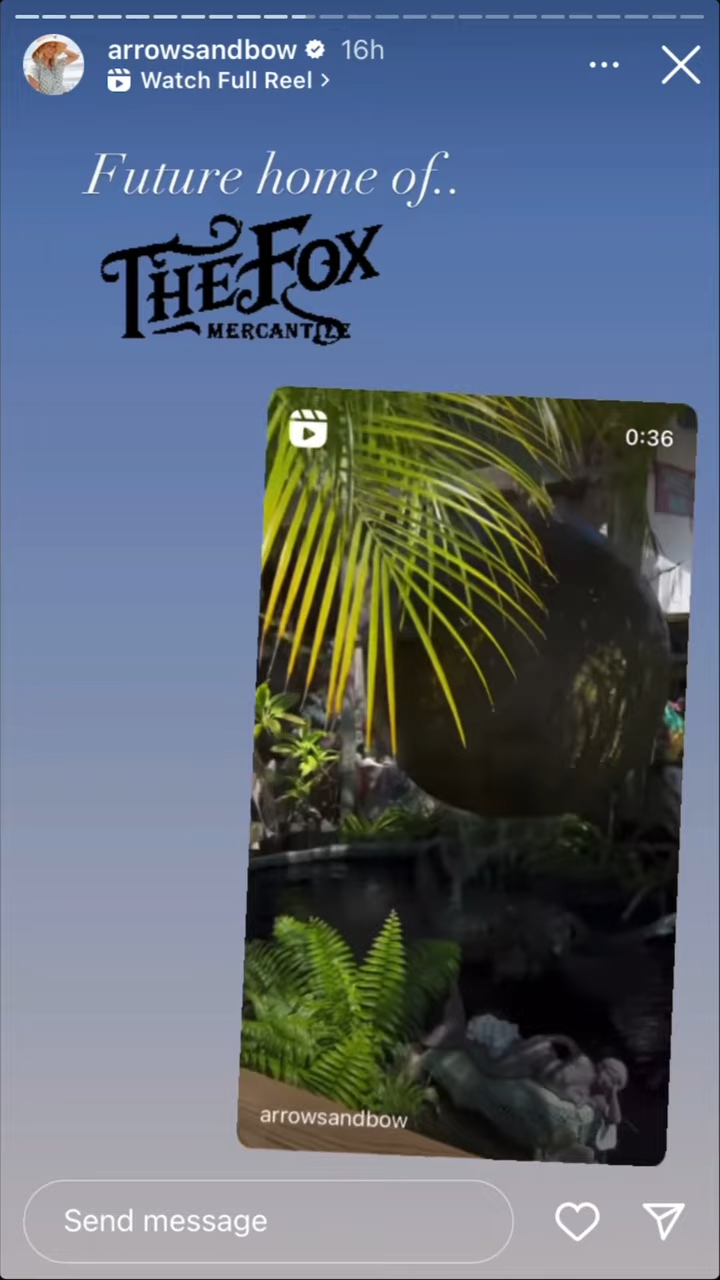 arrowsandbow 16h
Watch Full Reel >
Future home of..
THE FOX
MERCANTILE
0:36
arrowsandbow
Send message